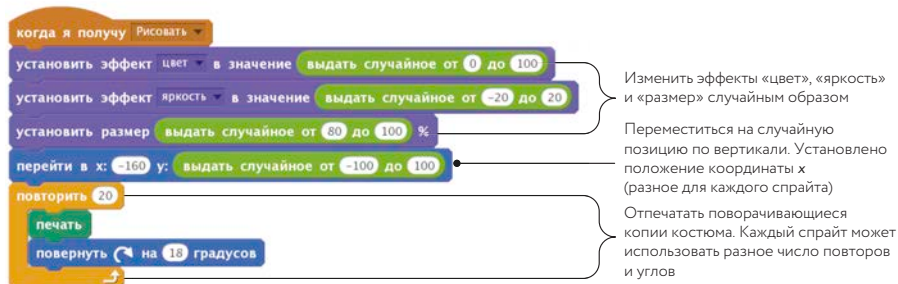 когда я получу Рисовать
установить эффект цвет в значение выдать случайное от 0 до 100
установить эффект яркость в значение выдать случайное от -20 до 20
установить размер выдать случайное от 80 до 100 %
перейти в x: -160 y: выдать случайное от -100 до 100
повторить 20
печать
повернуть на 18 градусов
Изменить эффекты «цвет», «яркость»
и «размер» случайным образом
Переместиться на случайную
позицию по вертикали. Установлено
положение координаты x
(разное для каждого спрайта)
Отпечатать поворачивающиеся
копии костюма. Каждый спрайт может
использовать разное число повторов
и углов